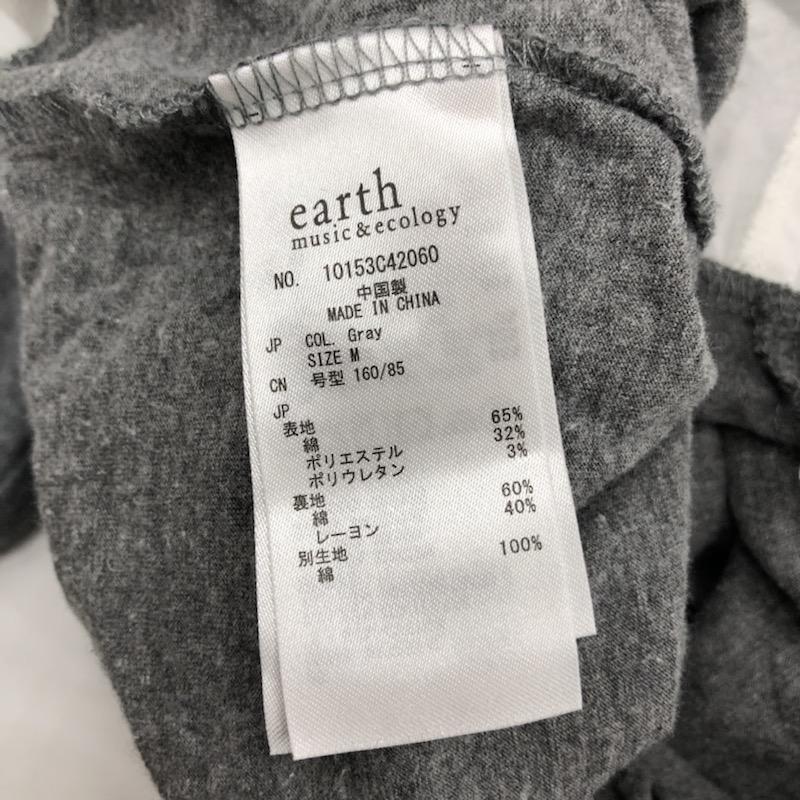 earth
music&ecology
NO. 10153C42060
中国製
MADE IN CHINA
JP COL. Gray
SIZE M
CN 号型 160/85
JP
表地
綿 65%
ポリエステル 32%
ポリウレタン 3%
裏地
綿 60%
レーヨン 40%
別生地
綿 100%